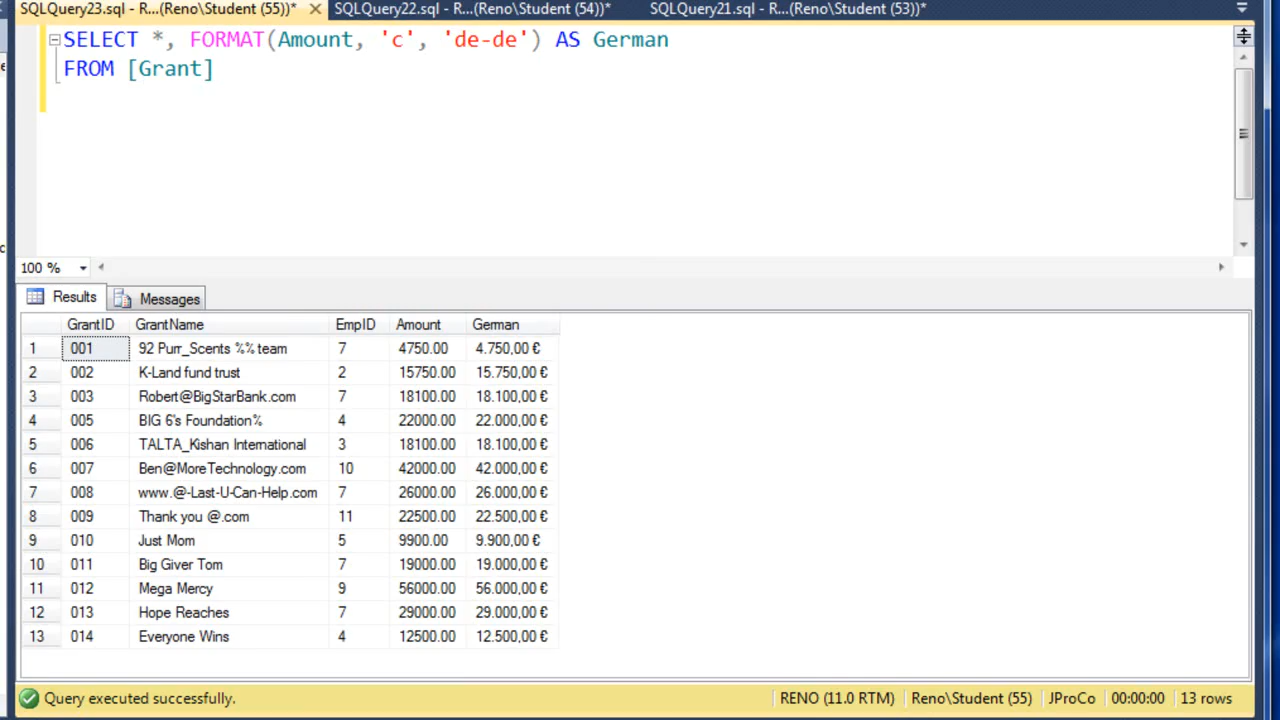 SQLQuery23.sql - R...(Reno\Student (55))* SQLQuery22.sql - R...(Reno\Student (54))* SQLQuery21.sql - R...(Reno\Student (53))*
SELECT *, FORMAT(Amount, 'c', 'de-de') AS German
FROM [Grant]
100 %
Results Messages
GrantID GrantName EmpID Amount German
1 001 92 Purr_Scents %% team 7 4750.00 4.750,00 €
2 002 K-Land fund trust 2 15750.00 15.750,00 €
3 003 Robert@BigStarBank.com 7 18100.00 18.100,00 €
4 005 BIG 6's Foundation% 4 22000.00 22.000,00 €
5 006 TALTA_Kishan International 3 18100.00 18.100,00 €
6 007 Ben@MoreTechnology.com 10 42000.00 42.000,00 €
7 008 www.@-Last-U-Can-Help.com 7 26000.00 26.000,00 €
8 009 Thank you @.com 11 22500.00 22.500,00 €
9 010 Just Mom 5 9900.00 9.900,00 €
10 011 Big Giver Tom 7 19000.00 19.000,00 €
11 012 Mega Mercy 9 56000.00 56.000,00 €
12 013 Hope Reaches 7 29000.00 29.000,00 €
13 014 Everyone Wins 4 12500.00 12.500,00 €
Query executed successfully. RENO (11.0 RTM) Reno\Student (55) JProCo 00:00:00 13 rows